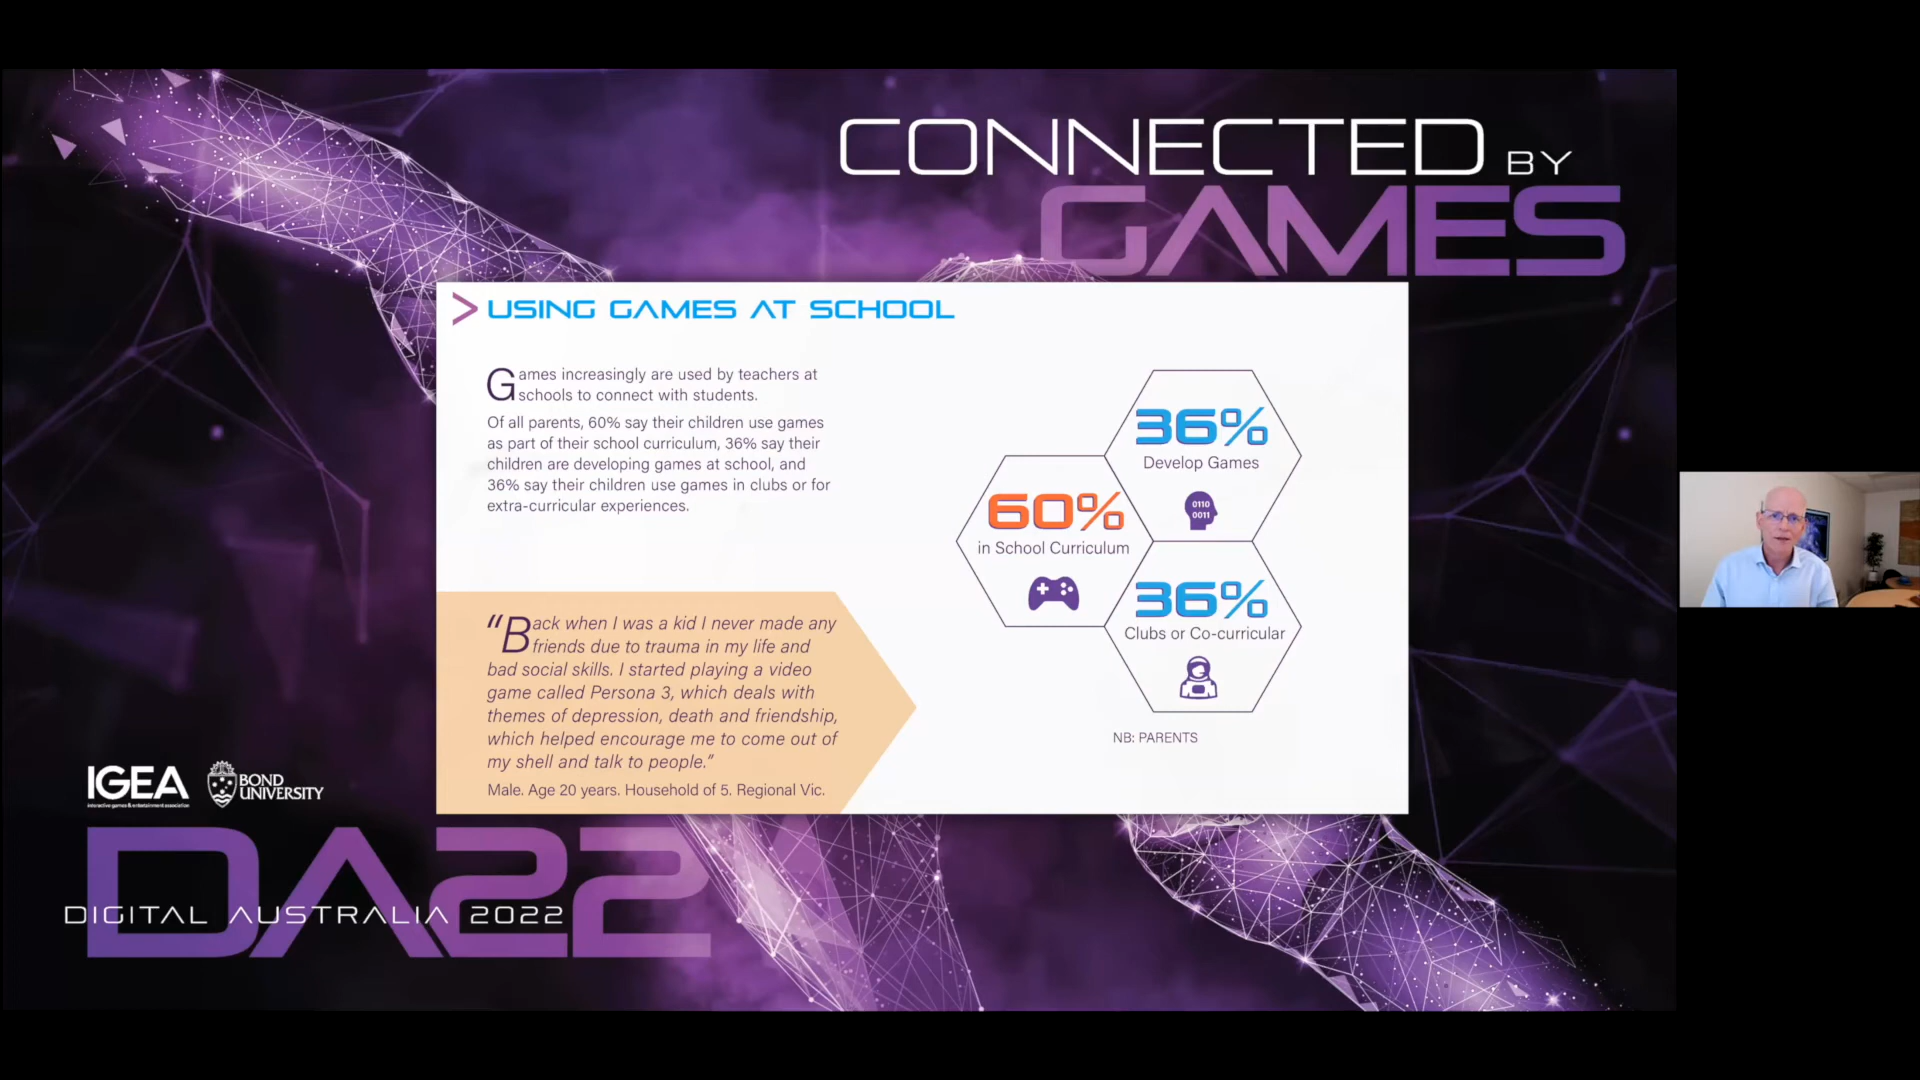 CONNECTED BY
GAMES
> USING GAMES AT SCHOOL
Games increasingly are used by teachers at
schools to connect with students.
Of all parents, 60% say their children use games
as part of their school curriculum, 36% say their
children are developing games at school, and
36% say their children use games in clubs or for
extra-curricular experiences.
“Back when I was a kid I never made any
friends due to trauma in my life and
bad social skills. I started playing a video
game called Persona 3, which deals with
themes of depression, death and friendship,
which helped encourage me to come out of
my shell and talk to people.”
Male. Age 20 years. Household of 5. Regional Vic.
36%
Develop Games
0110
0011
60%
in School Curriculum
36%
Clubs or Co-curricular
NB: PARENTS
IGEA
interactive games & entertainment association
BOND
UNIVERSITY
DA22
DIGITAL AUSTRALIA 2022